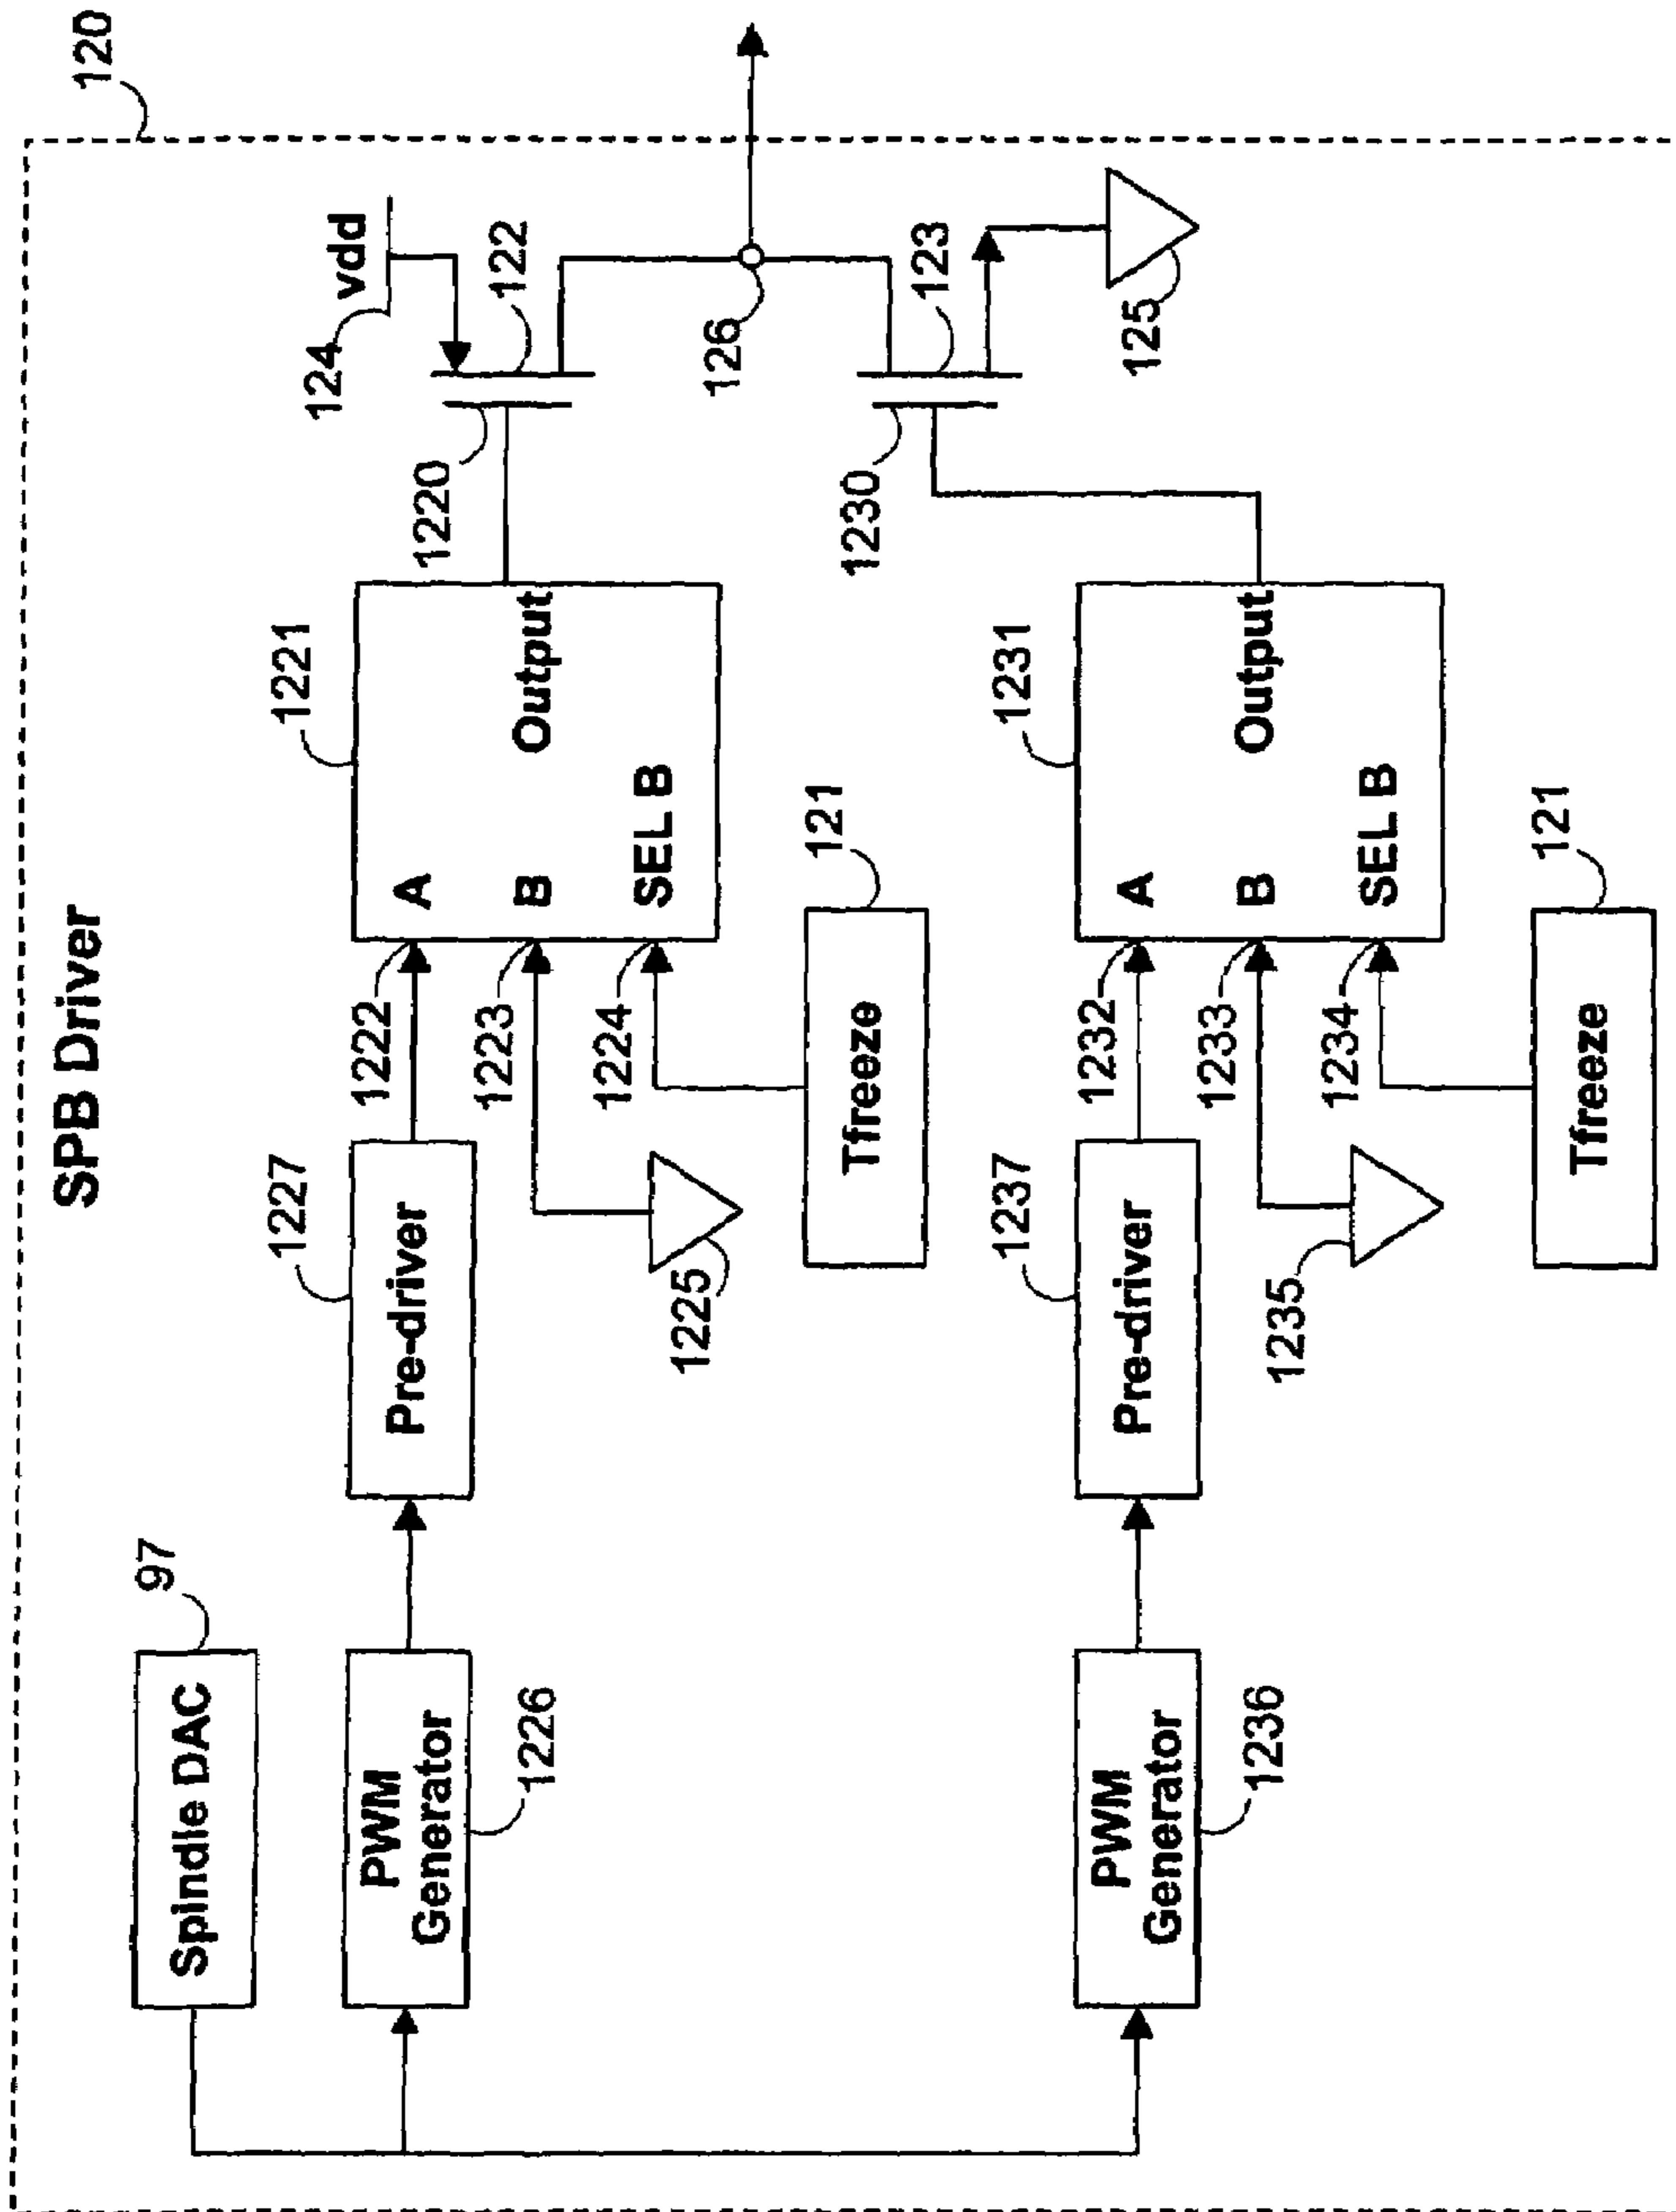 SPB Driver
120
Spindle DAC
97
PWM
Generator
1226
Pre-driver
1227
1222
A
1223
B
1224
SEL B
Output
1221
1225
Tfreeze
121
1220
124
vdd
122
126
PWM
Generator
1236
Pre-driver
1237
1232
A
1233
B
1234
SEL B
Output
1231
1235
Tfreeze
121
1230
123
125